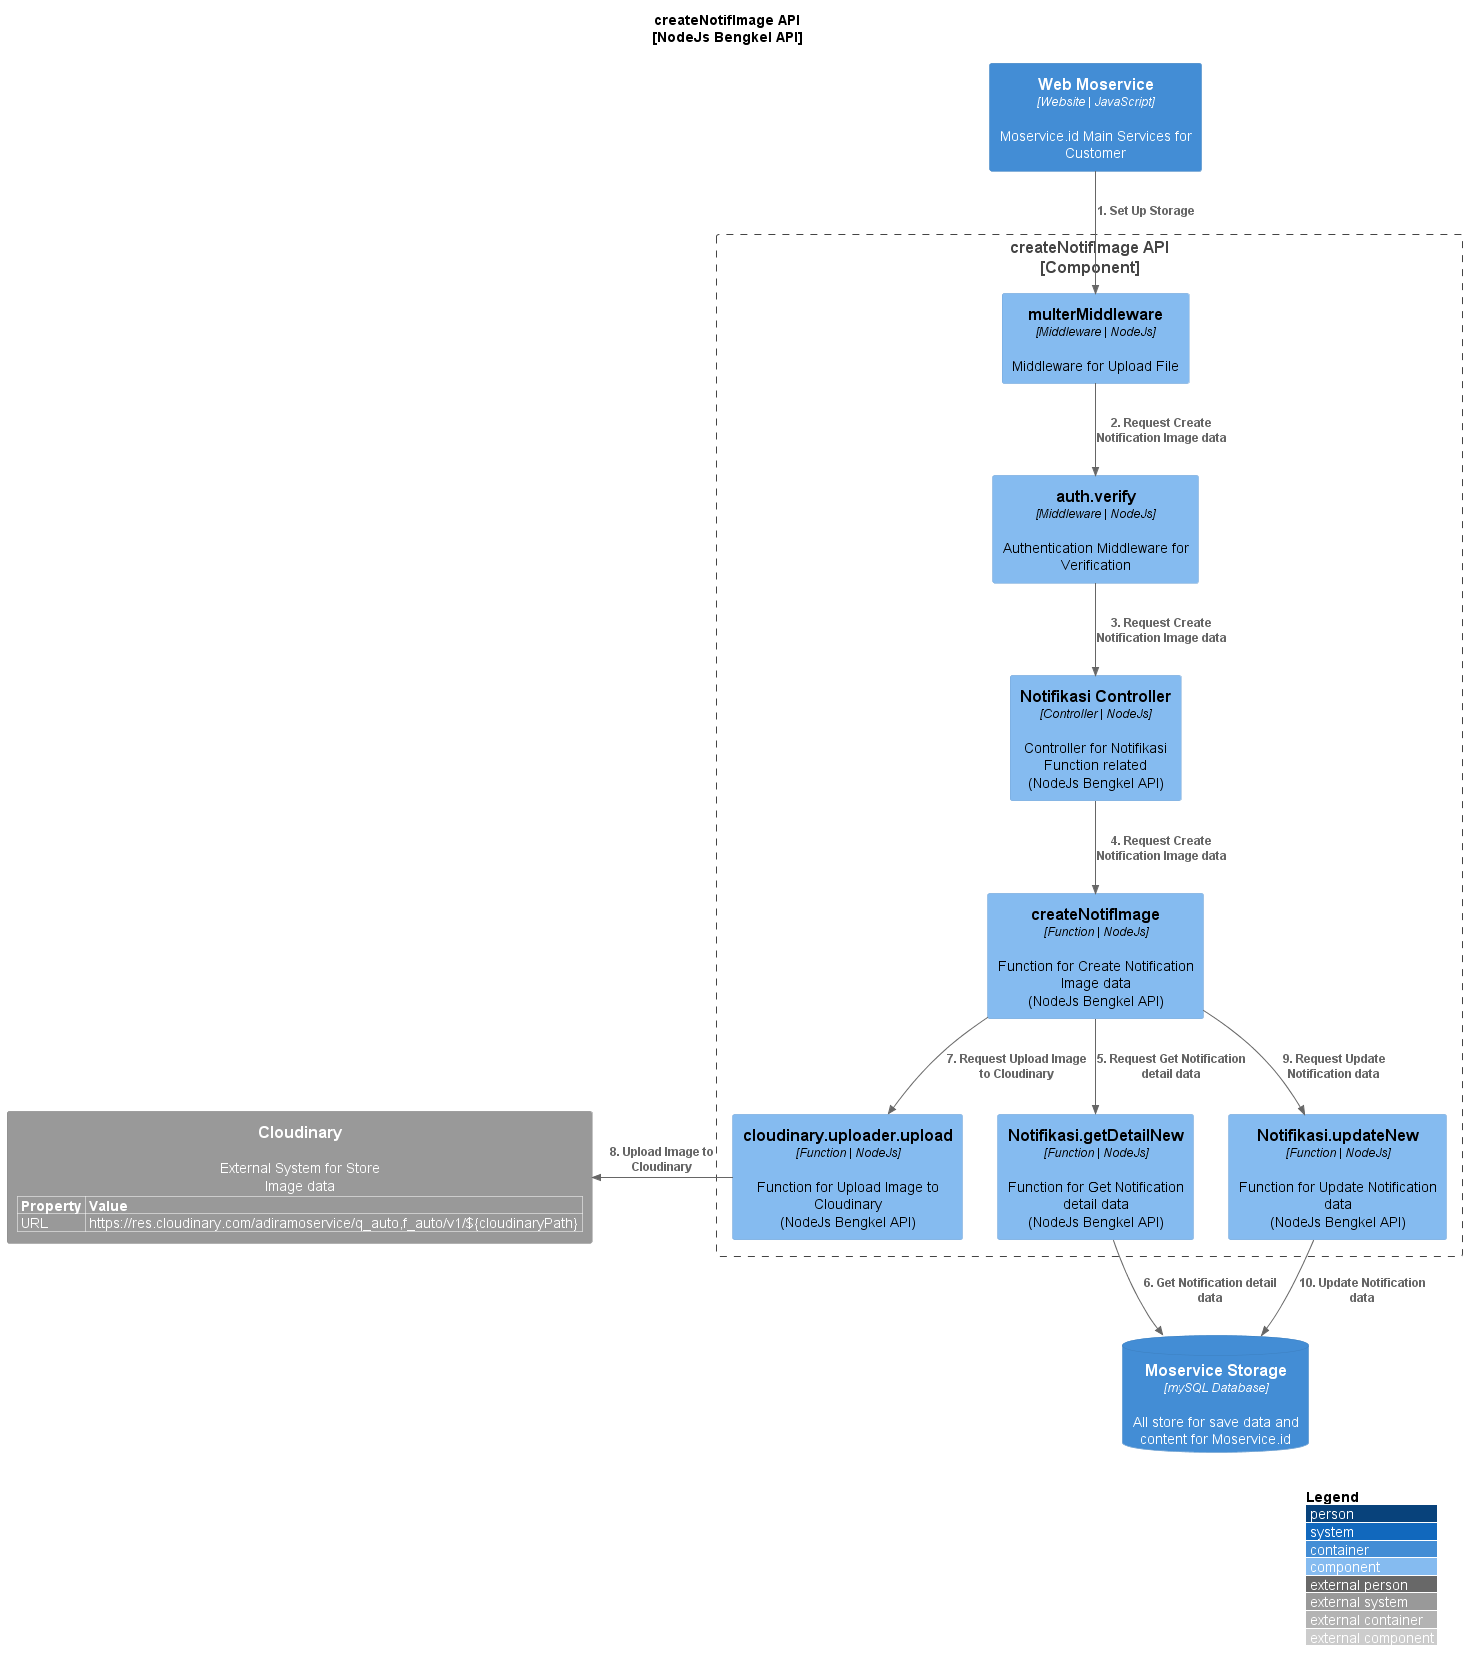 createNotifImage API
[NodeJs Bengkel API]
Web Moservice
[Website | JavaScript]
Moservice.id Main Services for
Customer
1. Set Up Storage
createNotifImage API
[Component]
multerMiddleware
[Middleware | NodeJs]
Middleware for Upload File
2. Request Create
Notification Image data
auth.verify
[Middleware | NodeJs]
Authentication Middleware for
Verification
3. Request Create
Notification Image data
Notifikasi Controller
[Controller | NodeJs]
Controller for Notifikasi
Function related
(NodeJs Bengkel API)
4. Request Create
Notification Image data
createNotifImage
[Function | NodeJs]
Function for Create Notification
Image data
(NodeJs Bengkel API)
7. Request Upload Image
to Cloudinary
5. Request Get Notification
detail data
9. Request Update
Notification data
Cloudinary
External System for Store
Image data
Property Value
URL https://res.cloudinary.com/adiramoservice/q_auto,f_auto/v1/${cloudinaryPath}
8. Upload Image to
Cloudinary
cloudinary.uploader.upload
[Function | NodeJs]
Function for Upload Image to
Cloudinary
(NodeJs Bengkel API)
Notifikasi.getDetailNew
[Function | NodeJs]
Function for Get Notification
detail data
(NodeJs Bengkel API)
Notifikasi.updateNew
[Function | NodeJs]
Function for Update Notification
data
(NodeJs Bengkel API)
6. Get Notification detail
data
10. Update Notification
data
Moservice Storage
[mySQL Database]
All store for save data and
content for Moservice.id
Legend
person
system
container
component
external person
external system
external container
external component